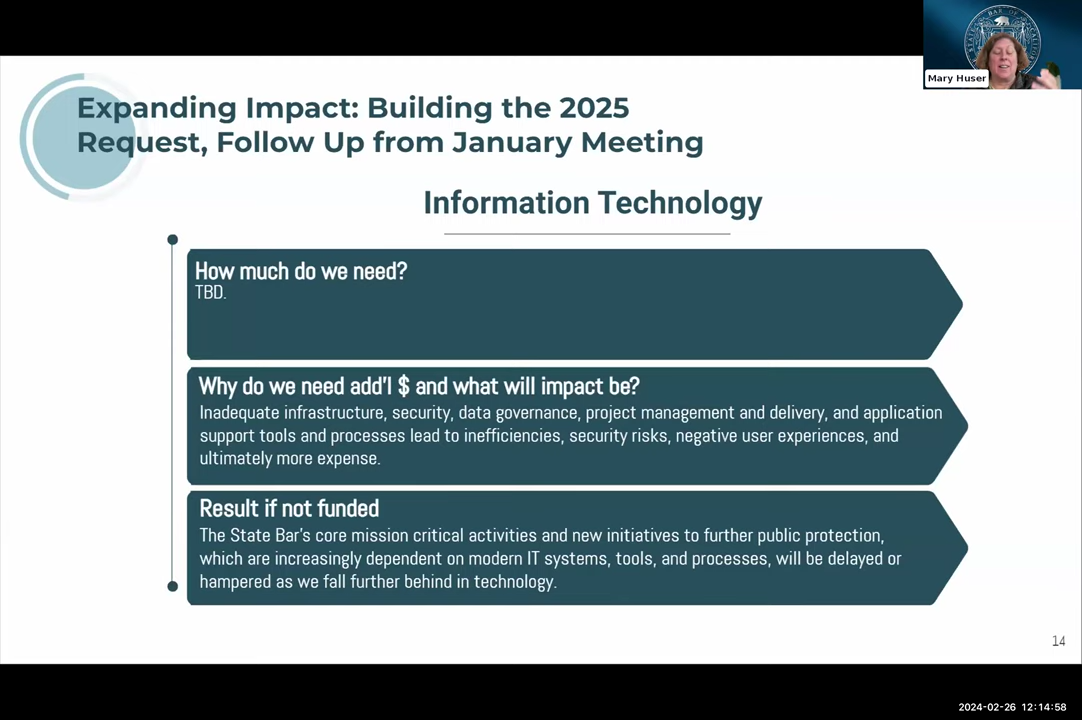 Mary Huser
Expanding Impact: Building the 2025
Request, Follow Up from January Meeting
Information Technology
How much do we need?
TBD.
Why do we need add'l $ and what will impact be?
Inadequate infrastructure, security, data governance, project management and delivery, and application
support tools and processes lead to inefficiencies, security risks, negative user experiences, and
ultimately more expense.
Result if not funded
The State Bar's core mission critical activities and new initiatives to further public protection,
which are increasingly dependent on modern IT systems, tools, and processes, will be delayed or
hampered as we fall further behind in technology.
14
2024-02-26 12:14:58